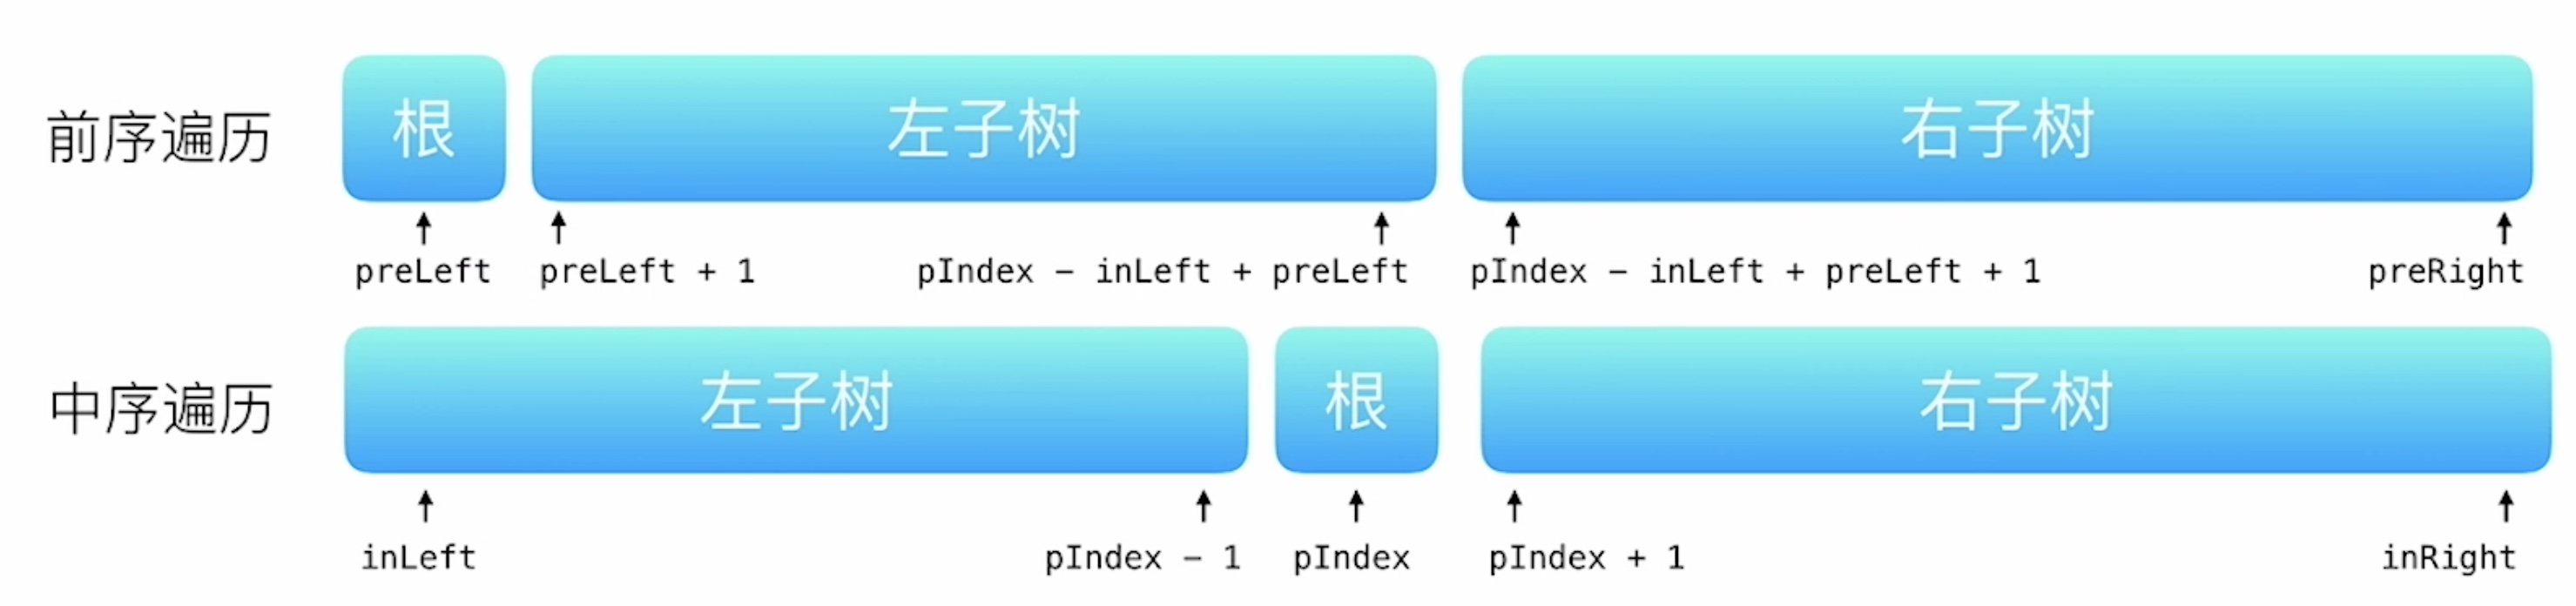 前序遍历 根 左子树 右子树
preLeft preLeft + 1 pIndex − inLeft + preLeft pIndex − inLeft + preLeft + 1 preRight
中序遍历 左子树 根 右子树
inLeft pIndex − 1 pIndex pIndex + 1 inRight